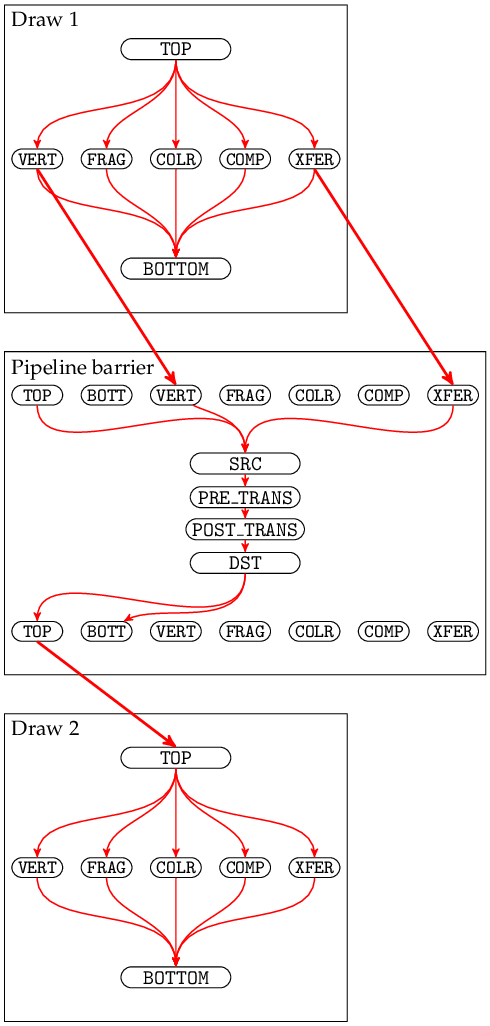 Draw 1
TOP
VERT FRAG COLR COMP XFER
BOTTOM
Pipeline barrier
TOP BOTT VERT FRAG COLR COMP XFER
SRC
PRE_TRANS
POST_TRANS
DST
TOP BOTT VERT FRAG COLR COMP XFER
Draw 2
TOP
VERT FRAG COLR COMP XFER
BOTTOM